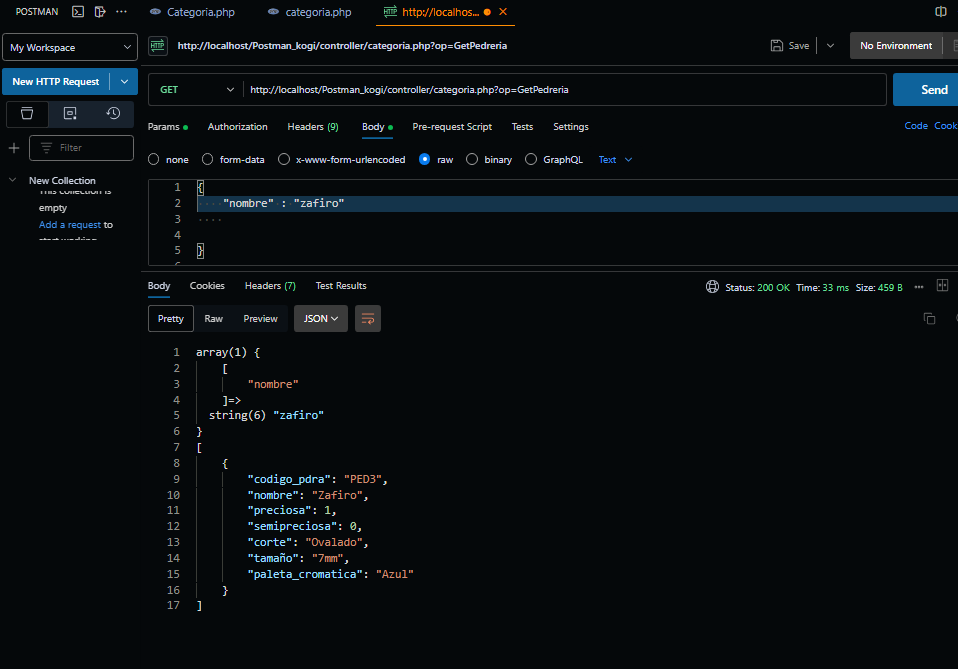 POSTMAN ··· Categoria.php categoria.php http://localhos...
My Workspace http://localhost/Postman_kogi/controller/categoria.php?op=GetPedreria Save No Environment
New HTTP Request GET http://localhost/Postman_kogi/controller/categoria.php?op=GetPedreria Send
Params Authorization Headers (9) Body Pre-request Script Tests Settings Code Cook
Filter
none form-data x-www-form-urlencoded raw binary GraphQL Text
New Collection
This collection is
empty
Add a request to
start working.
1 {
2 ····"nombre" : "zafiro"
3 ····
4
5 }
6
Body Cookies Headers (7) Test Results Status: 200 OK Time: 33 ms Size: 459 B ···
Pretty Raw Preview JSON
1 array(1) {
2 [
3 "nombre"
4 ]=>
5 string(6) "zafiro"
6 }
7 [
8 {
9 "codigo_pdra": "PED3",
10 "nombre": "Zafiro",
11 "preciosa": 1,
12 "semipreciosa": 0,
13 "corte": "Ovalado",
14 "tamaño": "7mm",
15 "paleta_cromatica": "Azul"
16 }
17 ]